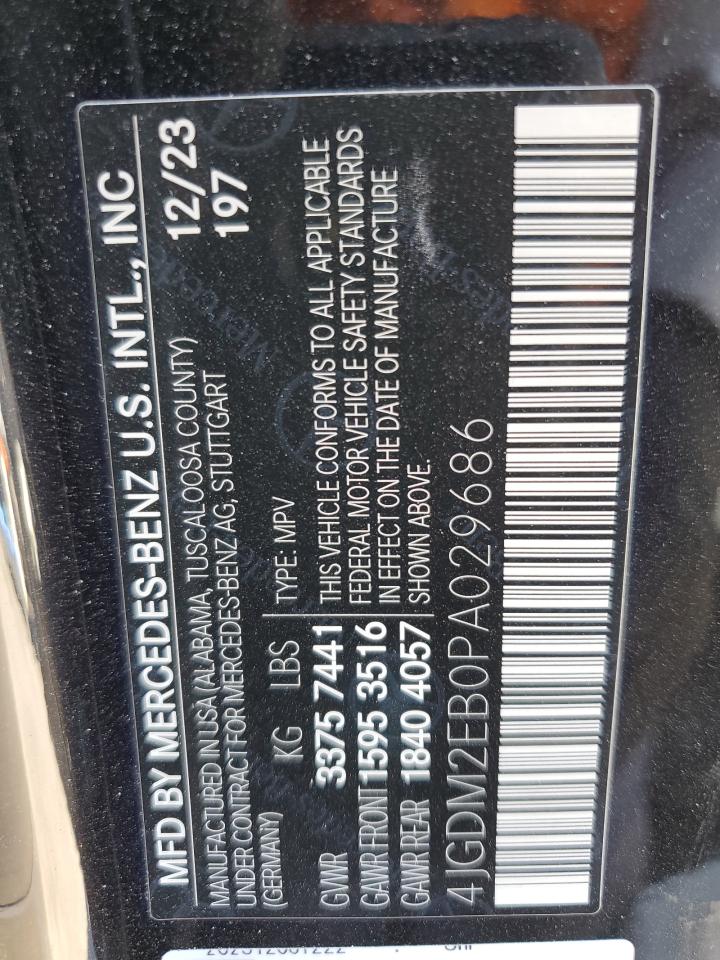 MFD BY MERCEDES-BENZ U.S. INTL., INC
MANUFACTURED IN USA (ALABAMA, TUSCALOOSA COUNTY) 12/23
UNDER CONTRACT FOR MERCEDES-BENZ AG, STUTTGART 197
(GERMANY)
KG LBS TYPE: MPV
GVWR 3375 7441 THIS VEHICLE CONFORMS TO ALL APPLICABLE
GAWR FRONT 1595 3516 FEDERAL MOTOR VEHICLE SAFETY STANDARDS
IN EFFECT ON THE DATE OF MANUFACTURE
GAWR REAR 1840 4057 SHOWN ABOVE.
4JGDM2EB0PA029686